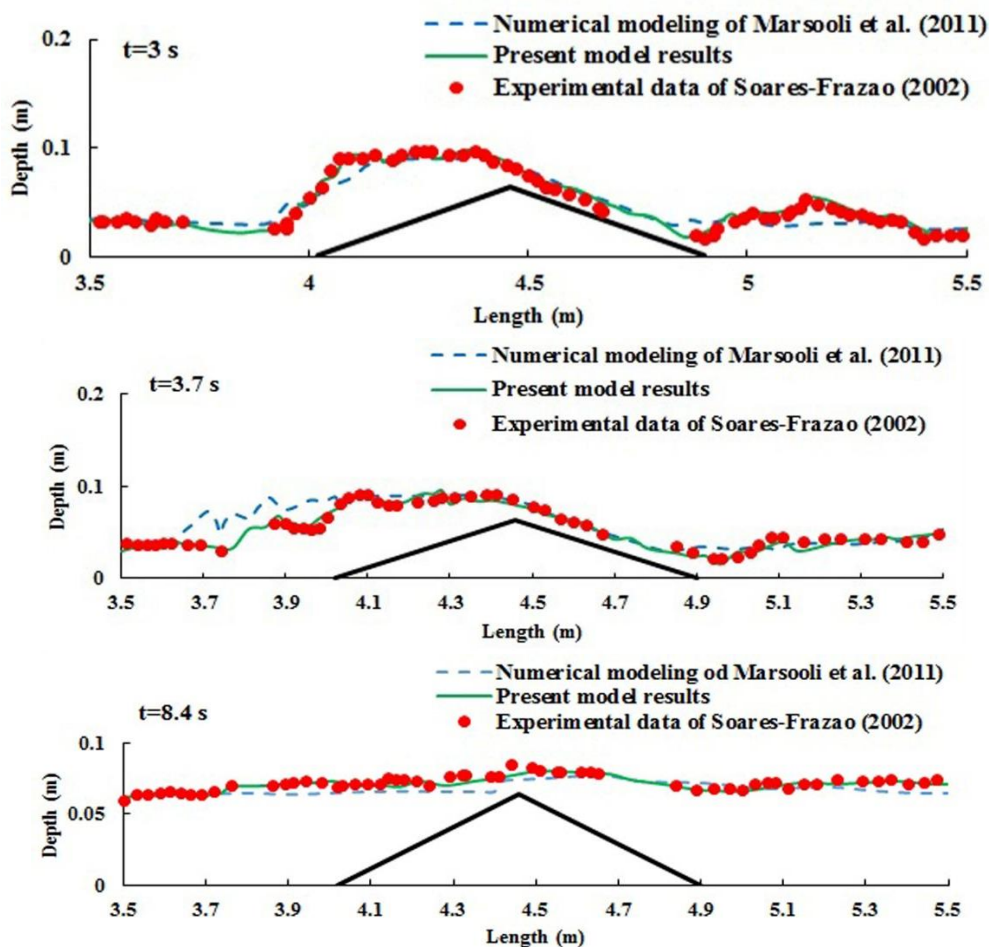 t=3 s
Numerical modeling of Marsooli et al. (2011)
Present model results
Experimental data of Soares-Frazao (2002)
Depth (m)
0.2
0.1
0
3.5 4 4.5 5 5.5
Length (m)
t=3.7 s
Numerical modeling of Marsooli et al. (2011)
Present model results
Experimental data of Soares-Frazao (2002)
Depth (m)
0.2
0.1
0
3.5 3.7 3.9 4.1 4.3 4.5 4.7 4.9 5.1 5.3 5.5
Length (m)
t=8.4 s
Numerical modeling od Marsooli et al. (2011)
Present model results
Experimental data of Soares-Frazao (2002)
Depth (m)
0.1
0.05
0
3.5 3.7 3.9 4.1 4.3 4.5 4.7 4.9 5.1 5.3 5.5
Length (m)